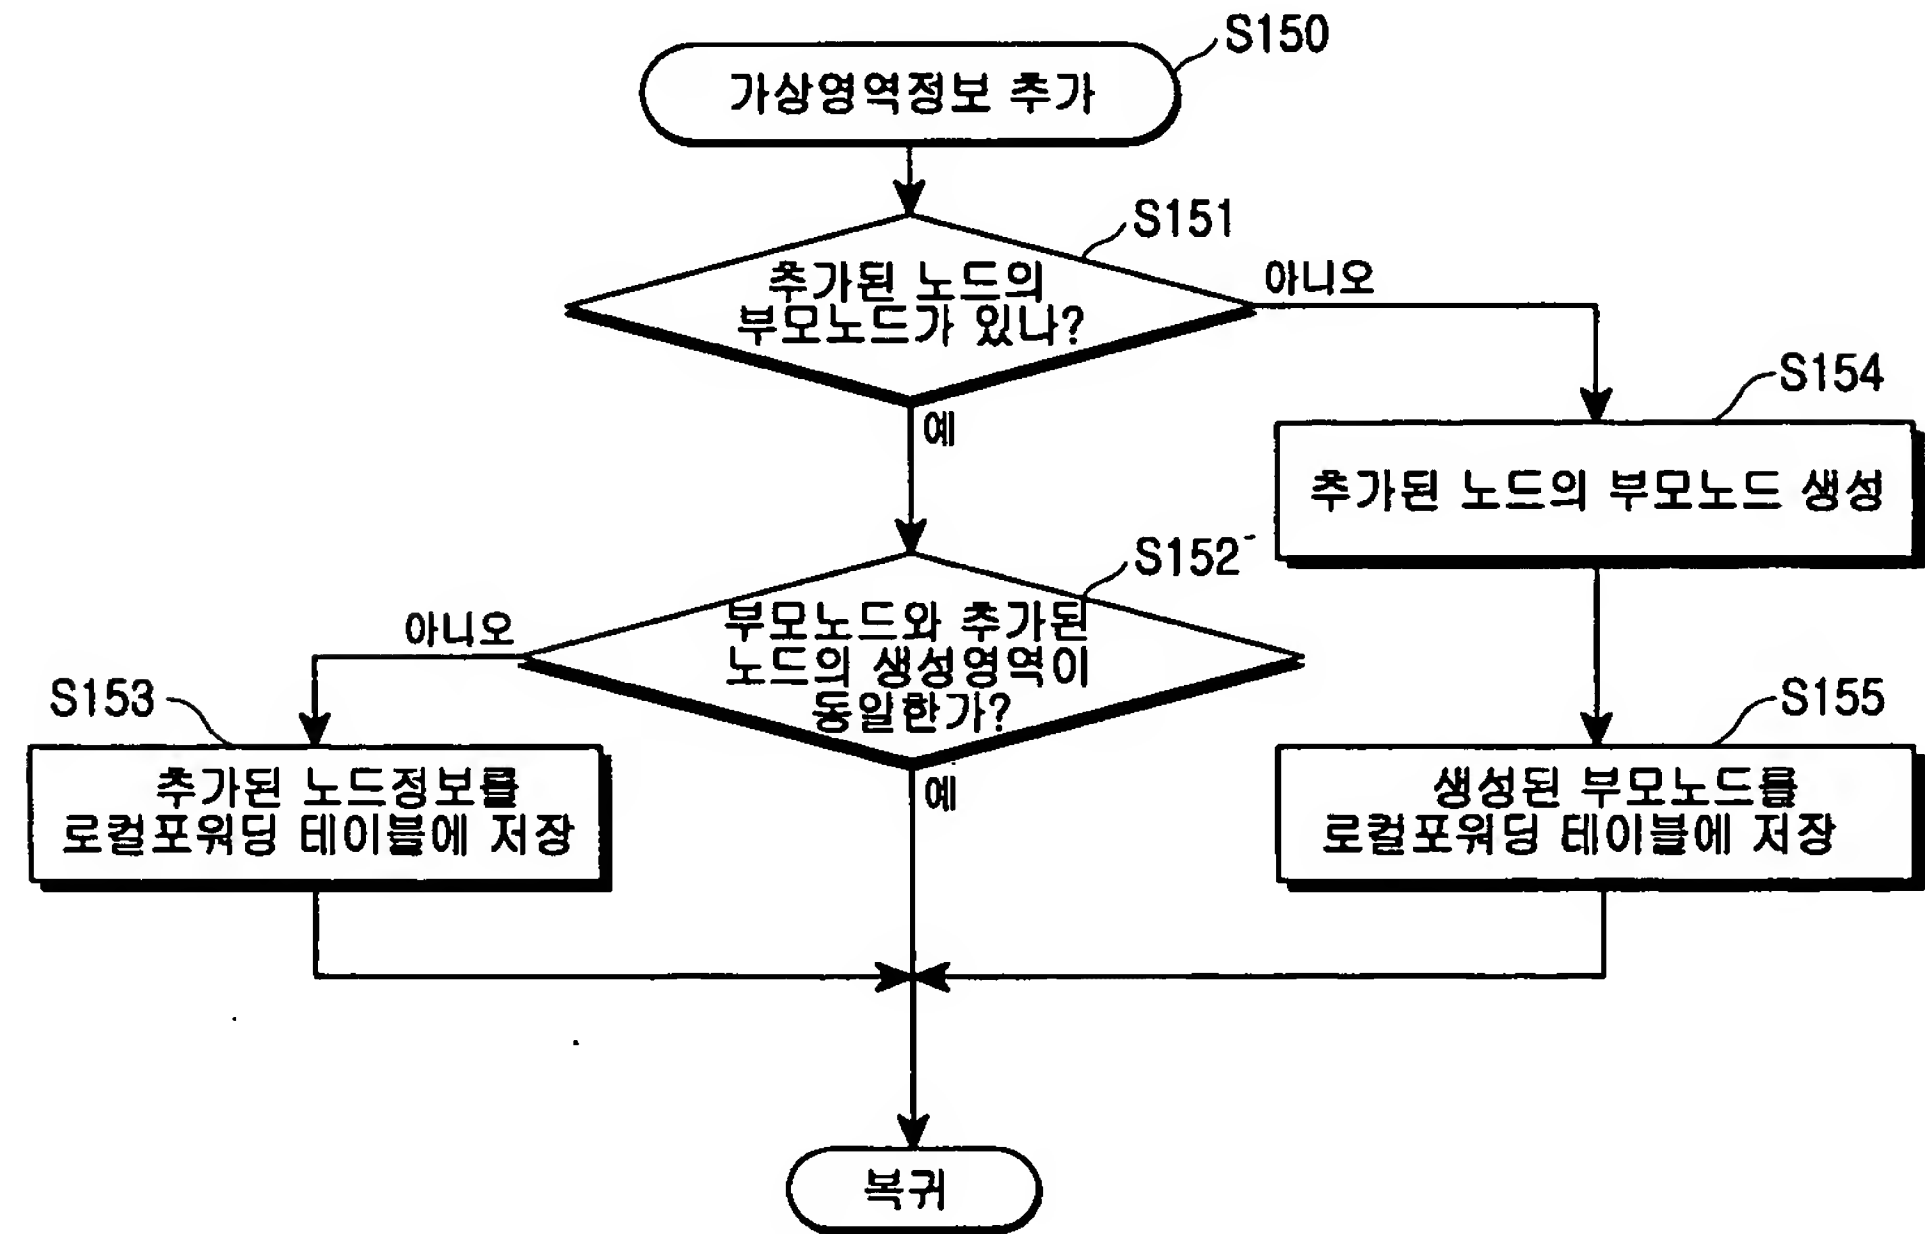 S150
가상영역정보 추가
S151
추가된 노드의
부모노드가 있나?
아니오
예
S154
추가된 노드의 부모노드 생성
S152
부모노드와 추가된
노드의 생성영역이
동일한가?
아니오
예
S153
추가된 노드정보를
로컬포워딩 테이블에 저장
S155
생성된 부모노드를
로컬포워딩 테이블에 저장
복귀